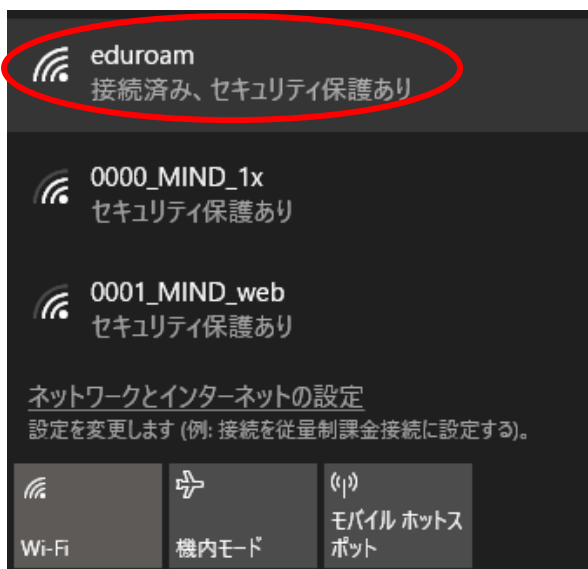 eduroam
接続済み、セキュリティ保護あり
0000_MIND_1x
セキュリティ保護あり
0001_MIND_web
セキュリティ保護あり
ネットワークとインターネットの設定
設定を変更します (例: 接続を従量制課金接続に設定する)。
Wi-Fi
機内モード
モバイル ホットス
ポット